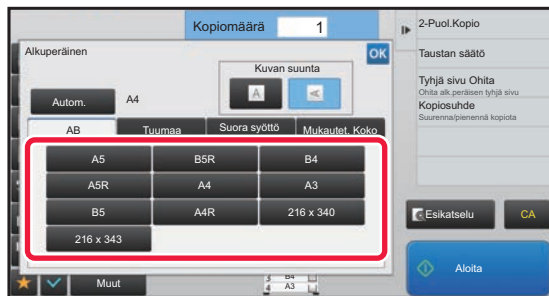 Kopiomäärä 1
Alkuperäinen
OK
Kuvan suunta
A A
Autom. A4
AB Tuumaa Suora syöttö Mukautet. Koko
A5 B5R B4
A5R A4 A3
B5 A4R 216 x 340
216 x 343
Muut
3 B4
4 A3
2-Puol.Kopio
Taustan säätö
Tyhjä sivu Ohita
Ohita alk.peräisen tyhjä sivu
Kopiosuhde
Suurenna/pienennä kopiota
Esikatselu CA
Aloita